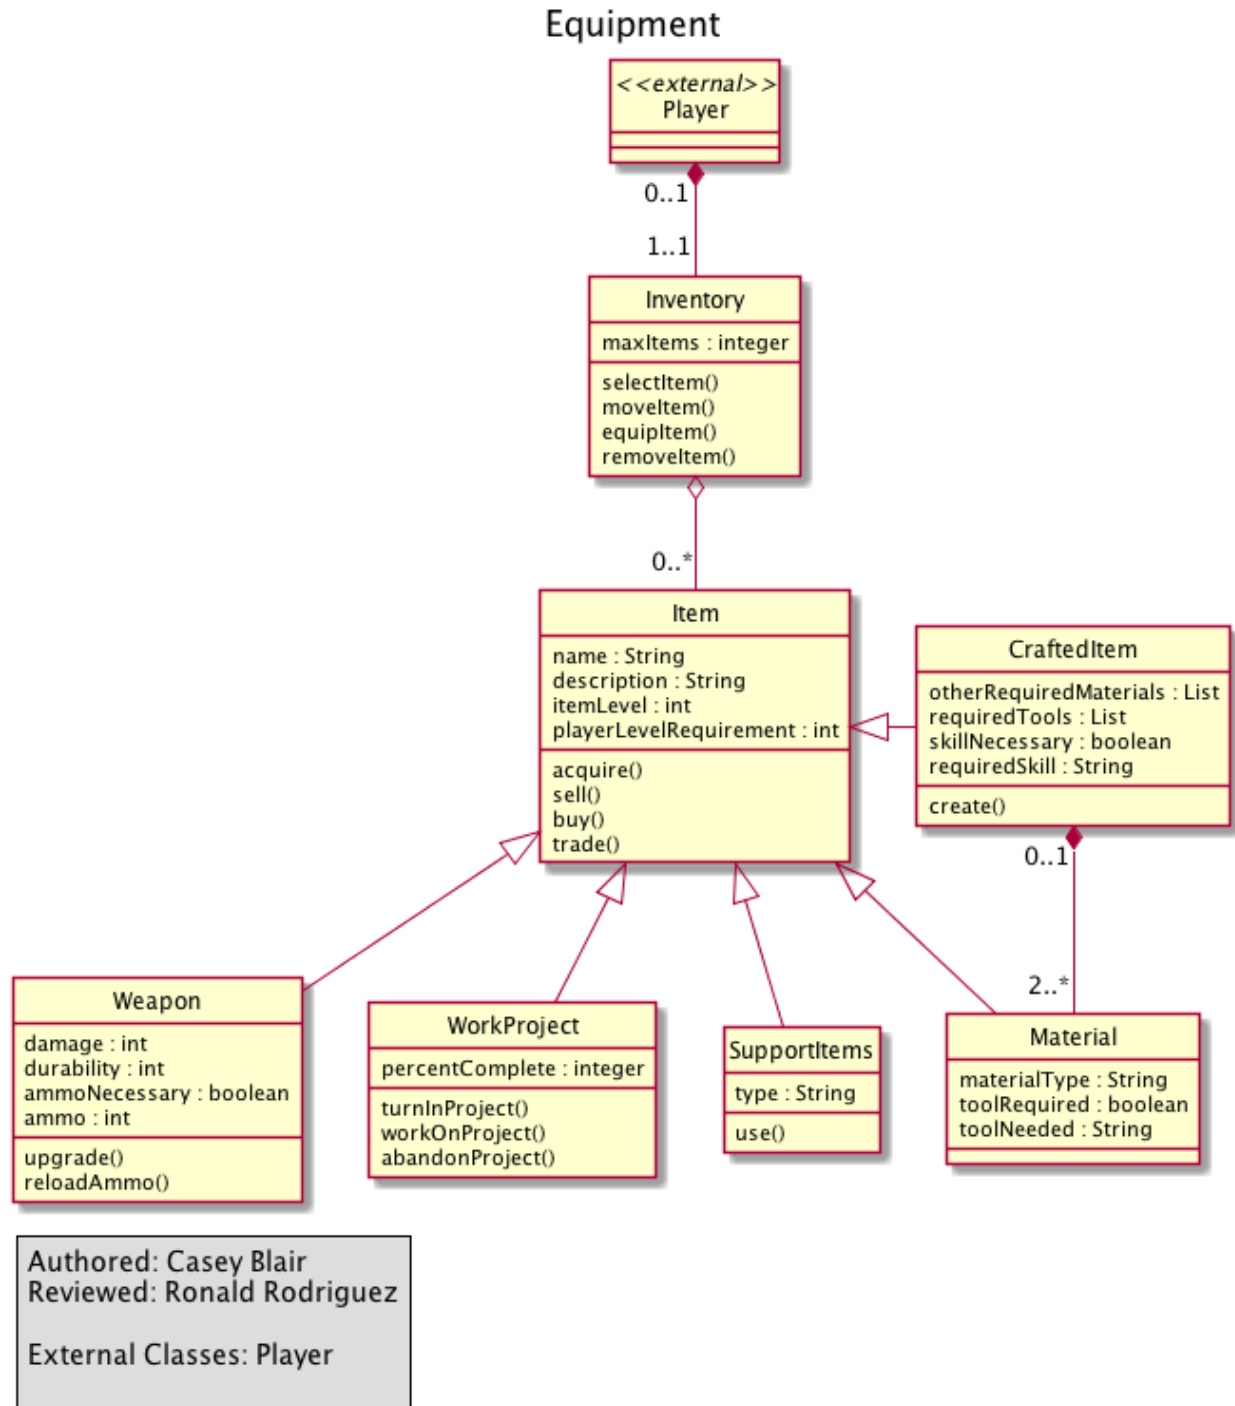 Equipment
<<external>>
Player
0..1
1..1
Inventory
maxItems : integer
selectItem()
moveItem()
equipItem()
removeItem()
0..*
Item
name : String
description : String
itemLevel : int
playerLevelRequirement : int
acquire()
sell()
buy()
trade()
CraftedItem
otherRequiredMaterials : List
requiredTools : List
skillNecessary : boolean
requiredSkill : String
create()
0..1
2..*
Weapon
damage : int
durability : int
ammoNecessary : boolean
ammo : int
upgrade()
reloadAmmo()
WorkProject
percentComplete : integer
turnInProject()
workOnProject()
abandonProject()
SupportItems
type : String
use()
Material
materialType : String
toolRequired : boolean
toolNeeded : String
Authored: Casey Blair
Reviewed: Ronald Rodriguez
External Classes: Player